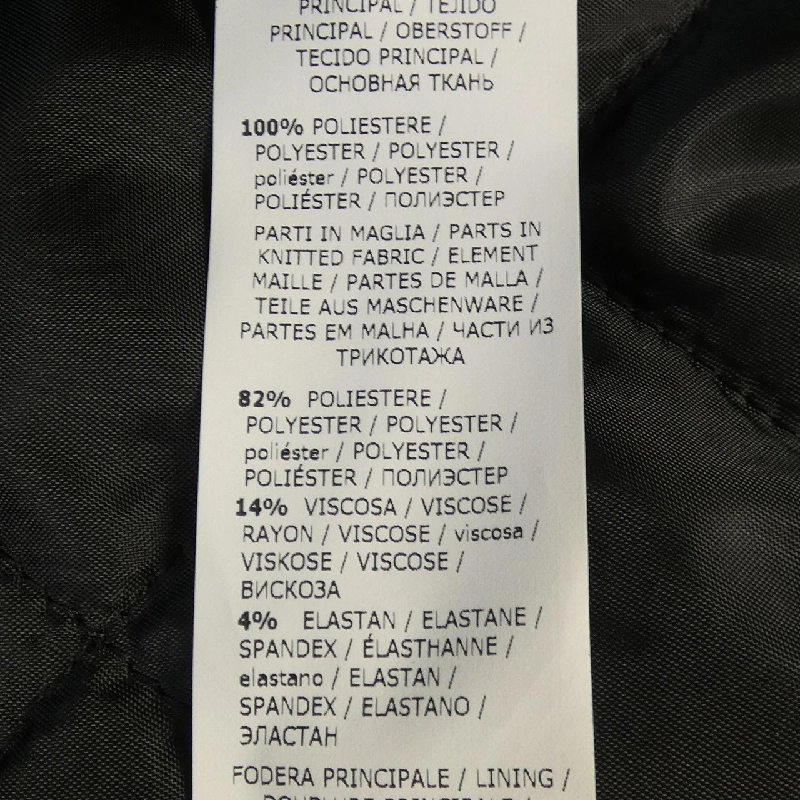 PRINCIPAL / TEJIDO
PRINCIPAL / OBERSTOFF /
TECIDO PRINCIPAL /
ОСНОВНАЯ ТКАНЬ
100% POLIESTERE /
POLYESTER / POLYESTER /
poliéster / POLYESTER /
POLIÉSTER / ПОЛИЭСТЕР
PARTI IN MAGLIA / PARTS IN
KNITTED FABRIC / ELEMENT
MAILLE / PARTES DE MALLA /
TEILE AUS MASCHENWARE /
PARTES EM MALHA / ЧАСТИ ИЗ
ТРИКОТАЖА
82% POLIESTERE /
POLYESTER / POLYESTER /
poliéster / POLYESTER /
POLIÉSTER / ПОЛИЭСТЕР
14% VISCOSA / VISCOSE /
RAYON / VISCOSE / viscosa /
VISKOSE / VISCOSE /
ВИСКОЗА
4% ELASTAN / ELASTANE /
SPANDEX / ÉLASTHANNE /
elastano / ELASTAN /
SPANDEX / ELASTANO /
ЭЛАСТАН
FODERA PRINCIPALE / LINING /